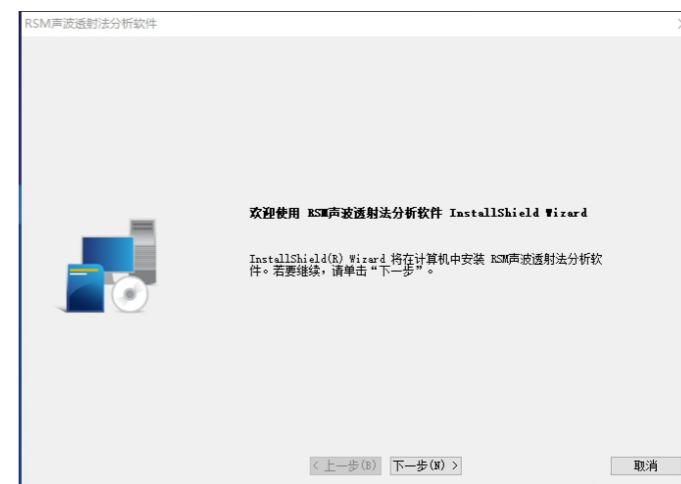 RSM声波透射法分析软件
欢迎使用 RSM声波透射法分析软件 InstallShield Wizard
InstallShield(R) Wizard 将在计算机中安装 RSM声波透射法分析软
件。若要继续，请单击“下一步”。
< 上一步(B) 下一步(N) > 取消